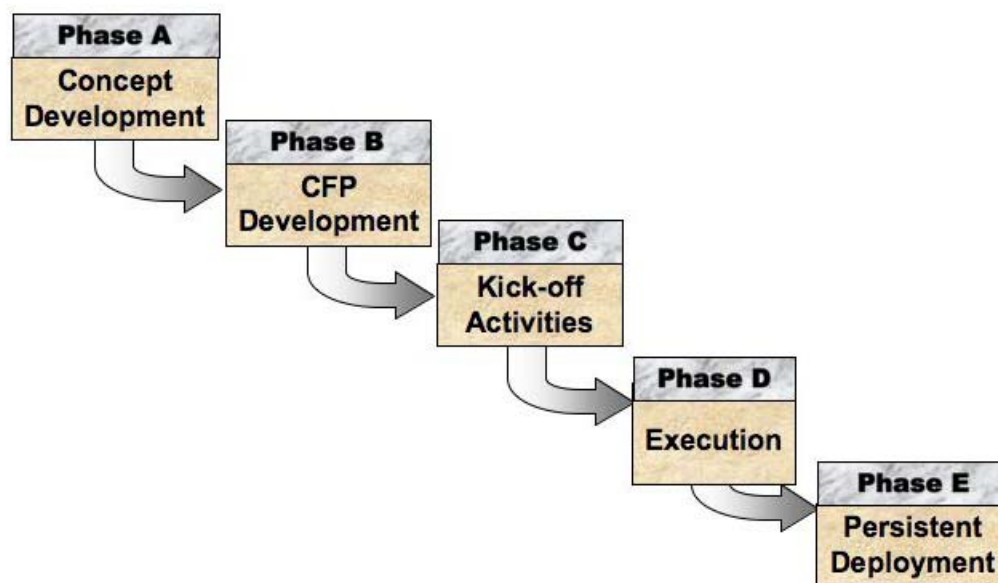 Phase A
Concept
Development
Phase B
CFP
Development
Phase C
Kick-off
Activities
Phase D
Execution
Phase E
Persistent
Deployment